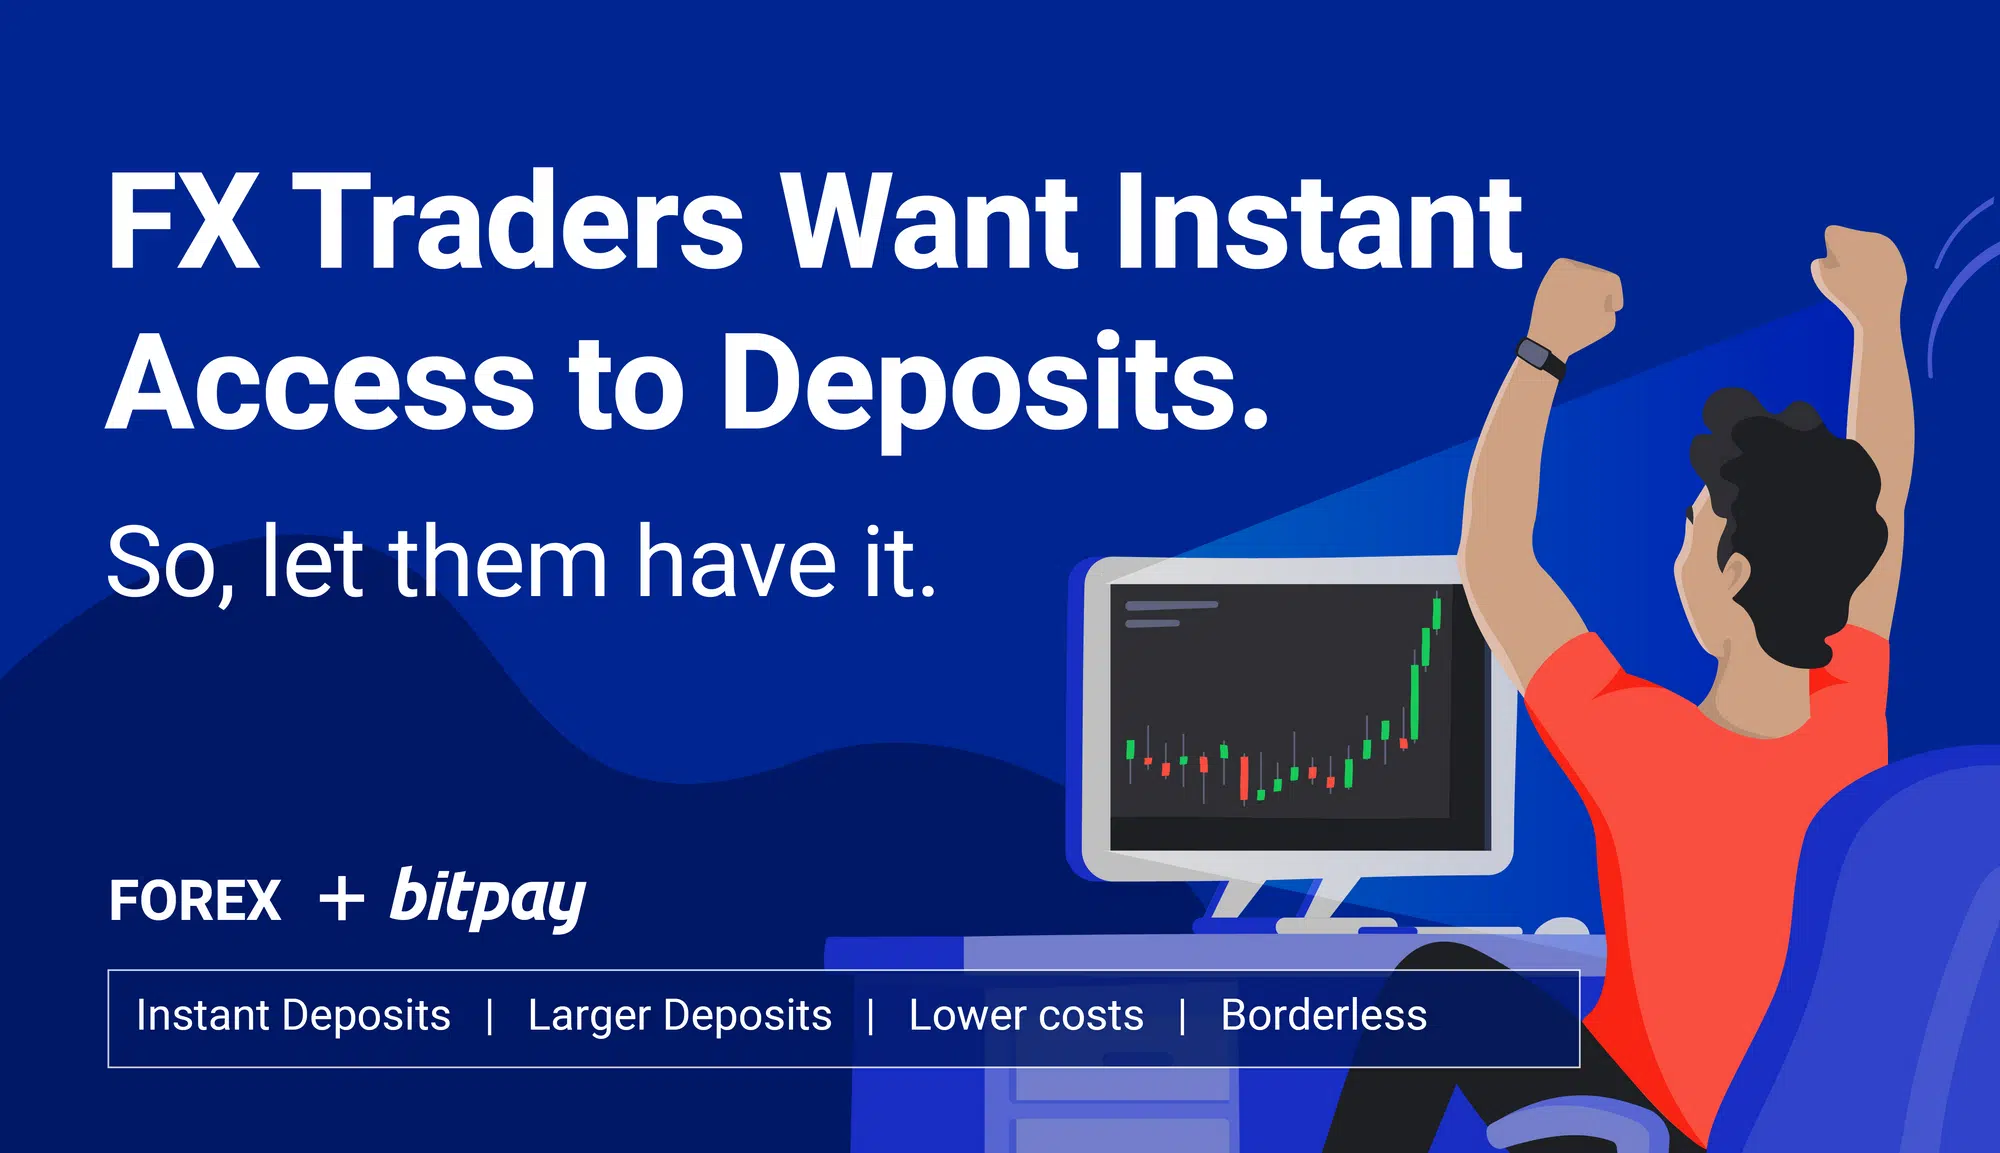 FX Traders Want Instant
Access to Deposits.
So, let them have it.
FOREX + bitpay
Instant Deposits | Larger Deposits | Lower costs | Borderless